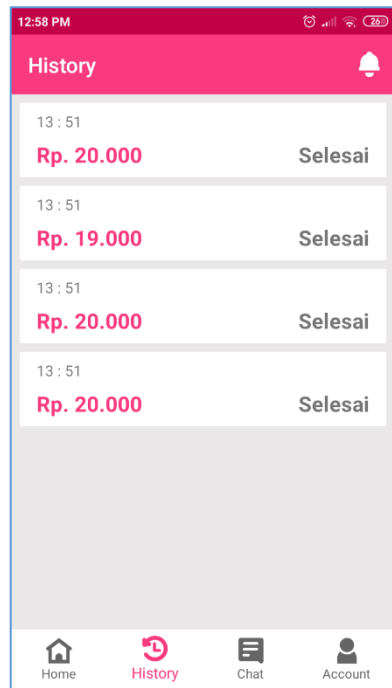 12:58 PM 26
History
13 : 51
Rp. 20.000 Selesai
13 : 51
Rp. 19.000 Selesai
13 : 51
Rp. 20.000 Selesai
13 : 51
Rp. 20.000 Selesai
Home History Chat Account